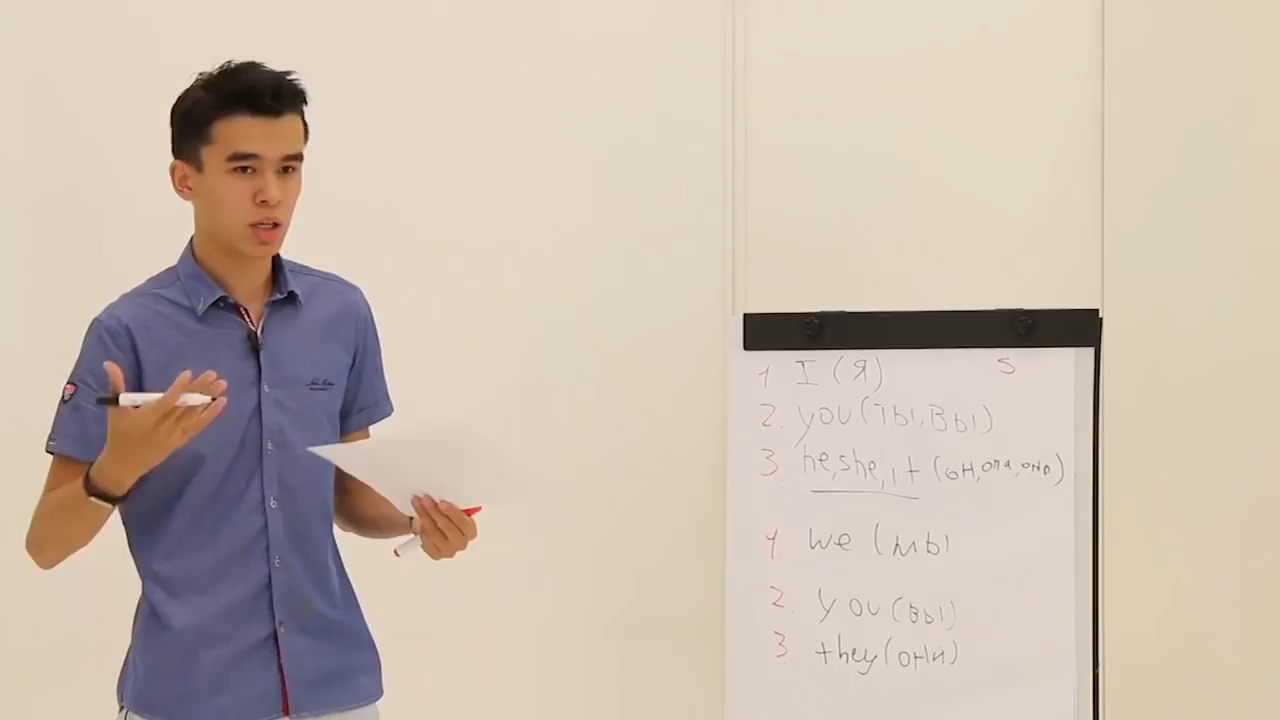 1 I (Я) S
2. you (Ты, Вы)
3. he, she, it (он, она, оно)
1 we (мы
2. you (вы)
3. they (они)